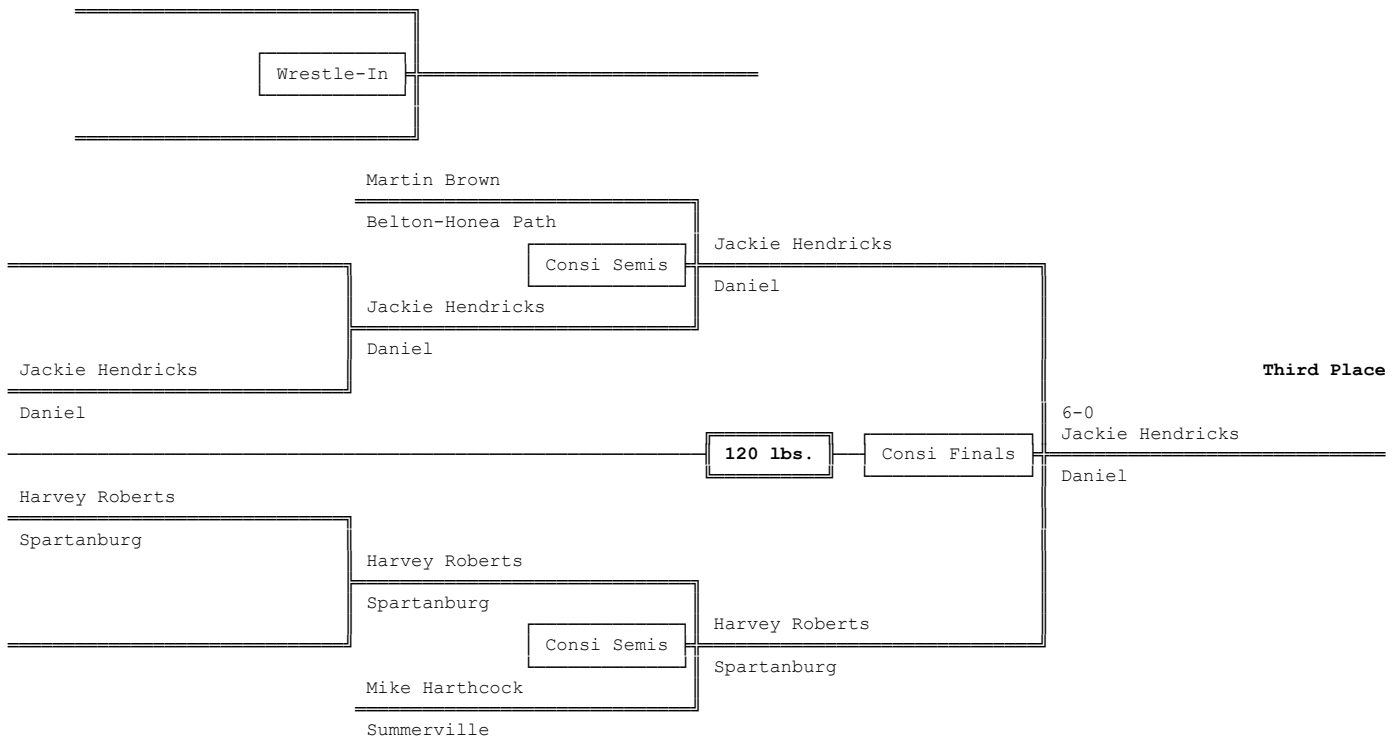 Wrestle-In
Martin Brown
Belton-Honea Path
Jackie Hendricks
Consi Semis
Daniel
Jackie Hendricks
Daniel
Jackie Hendricks
Third Place
Daniel
6-0
Jackie Hendricks
120 lbs.
Consi Finals
Daniel
Harvey Roberts
Spartanburg
Harvey Roberts
Spartanburg
Harvey Roberts
Consi Semis
Spartanburg
Mike Harthcock
Summerville